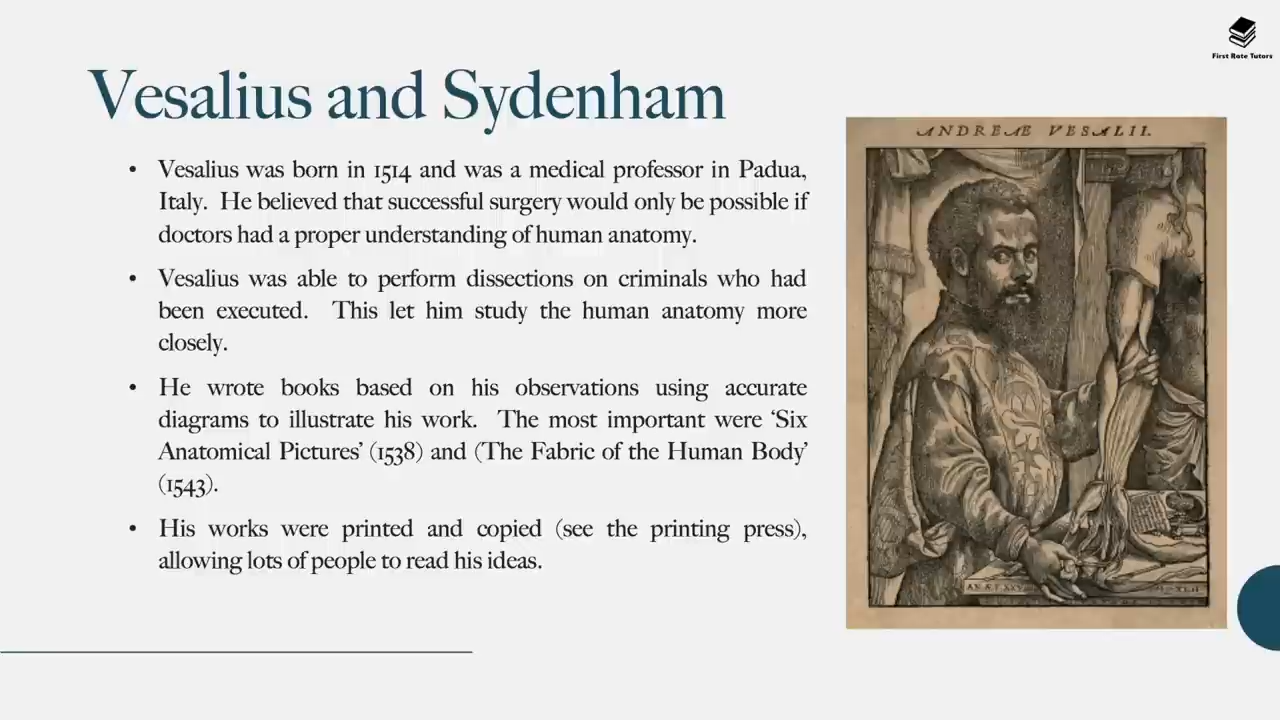 First Rate Tutors
Vesalius and Sydenham
ANDREÆ VESALII.
• Vesalius was born in 1514 and was a medical professor in Padua,
Italy. He believed that successful surgery would only be possible if
doctors had a proper understanding of human anatomy.
• Vesalius was able to perform dissections on criminals who had
been executed. This let him study the human anatomy more
closely.
• He wrote books based on his observations using accurate
diagrams to illustrate his work. The most important were ‘Six
Anatomical Pictures’ (1538) and (The Fabric of the Human Body’
(1543).
• His works were printed and copied (see the printing press),
allowing lots of people to read his ideas.